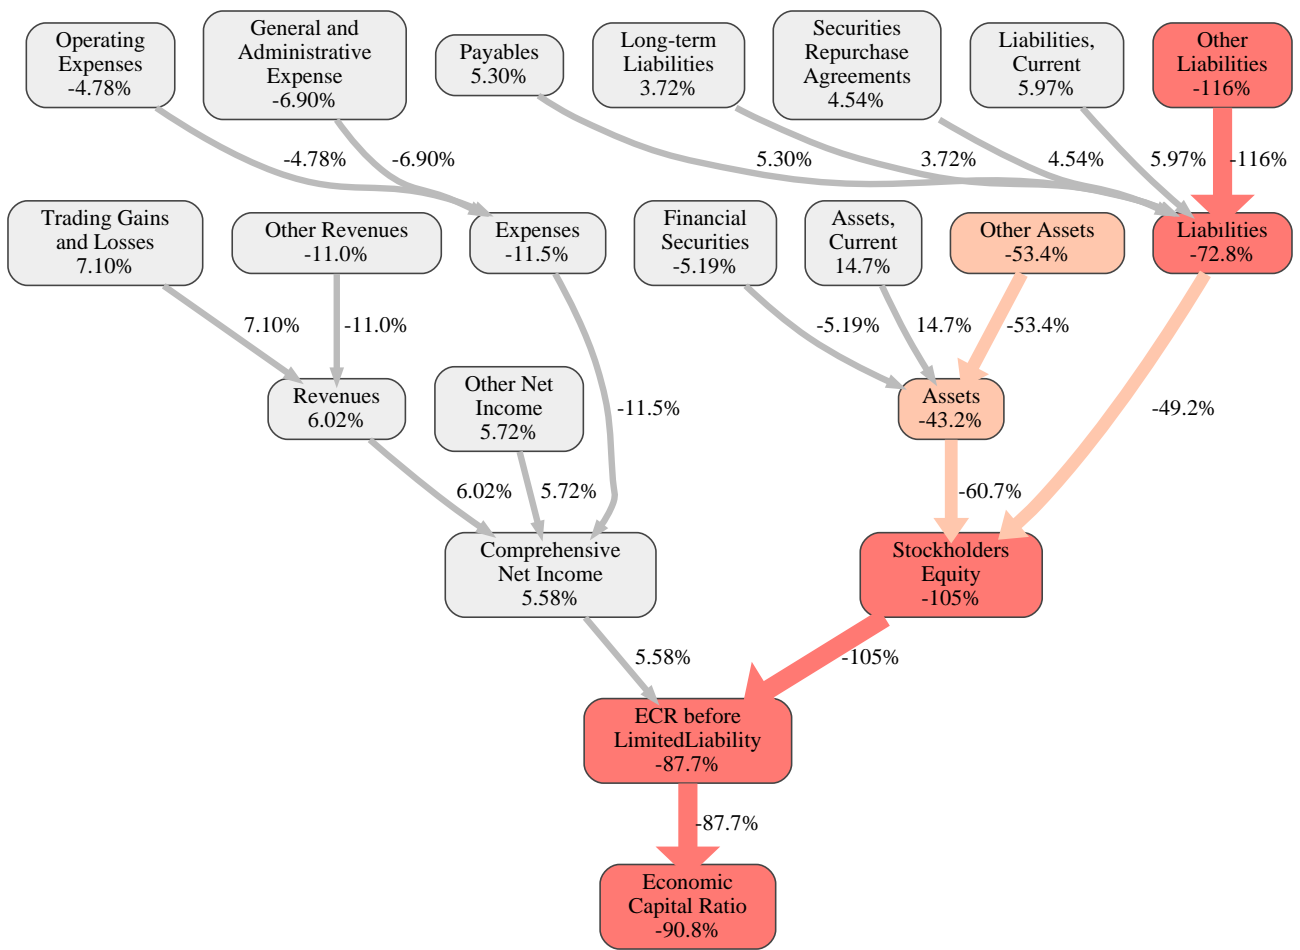 Operating
Expenses
-4.78%
General and
Administrative
Expense
-6.90%
Payables
5.30%
Long-term
Liabilities
3.72%
Securities
Repurchase
Agreements
4.54%
Liabilities,
Current
5.97%
Other
Liabilities
-116%
-4.78%
-6.90%
5.30%
3.72%
4.54%
5.97%
-116%
Trading Gains
and Losses
7.10%
Other Revenues
-11.0%
Expenses
-11.5%
Financial
Securities
-5.19%
Assets,
Current
14.7%
Other Assets
-53.4%
Liabilities
-72.8%
7.10%
-11.0%
-5.19%
14.7%
-53.4%
Revenues
6.02%
Other Net
Income
5.72%
-11.5%
Assets
-43.2%
-49.2%
6.02%
5.72%
-60.7%
Comprehensive
Net Income
5.58%
Stockholders
Equity
-105%
5.58%
-105%
ECR before
LimitedLiability
-87.7%
-87.7%
Economic
Capital Ratio
-90.8%